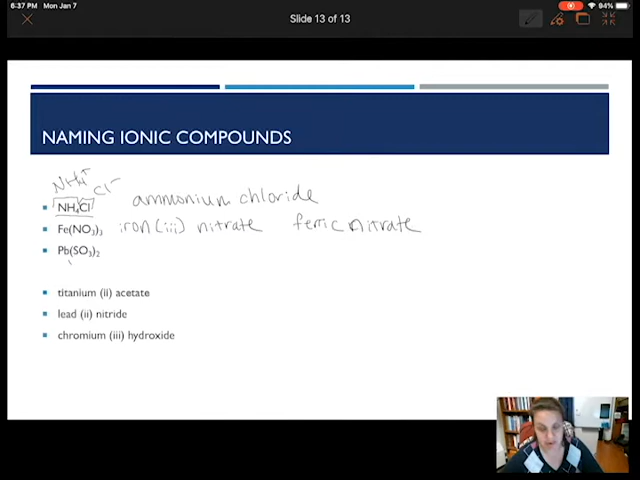 6:37 PM Mon Jan 7
94%
Slide 13 of 13
NAMING IONIC COMPOUNDS
NH₄⁺ Cl⁻
NH₄Cl ammonium chloride
Fe(NO₃)₃ iron (iii) nitrate ferric nitrate
Pb(SO₃)₂
titanium (ii) acetate
lead (ii) nitride
chromium (iii) hydroxide